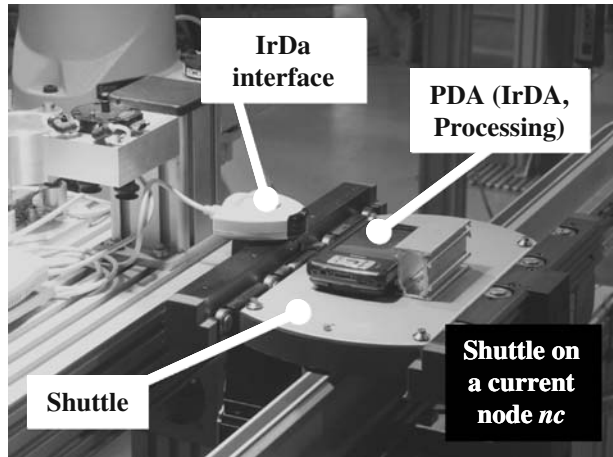 IrDa
interface
PDA (IrDA,
Processing)
Shuttle
Shuttle on
a current
node nc